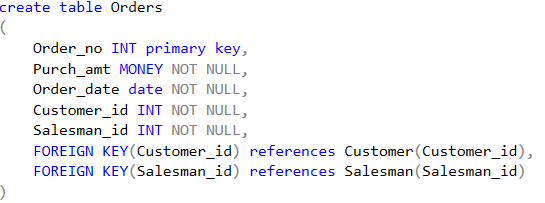 create table Orders
(
Order_no INT primary key,
Purch_amt MONEY NOT NULL,
Order_date date NOT NULL,
Customer_id INT NOT NULL,
Salesman_id INT NOT NULL,
FOREIGN KEY(Customer_id) references Customer(Customer_id),
FOREIGN KEY(Salesman_id) references Salesman(Salesman_id)
)